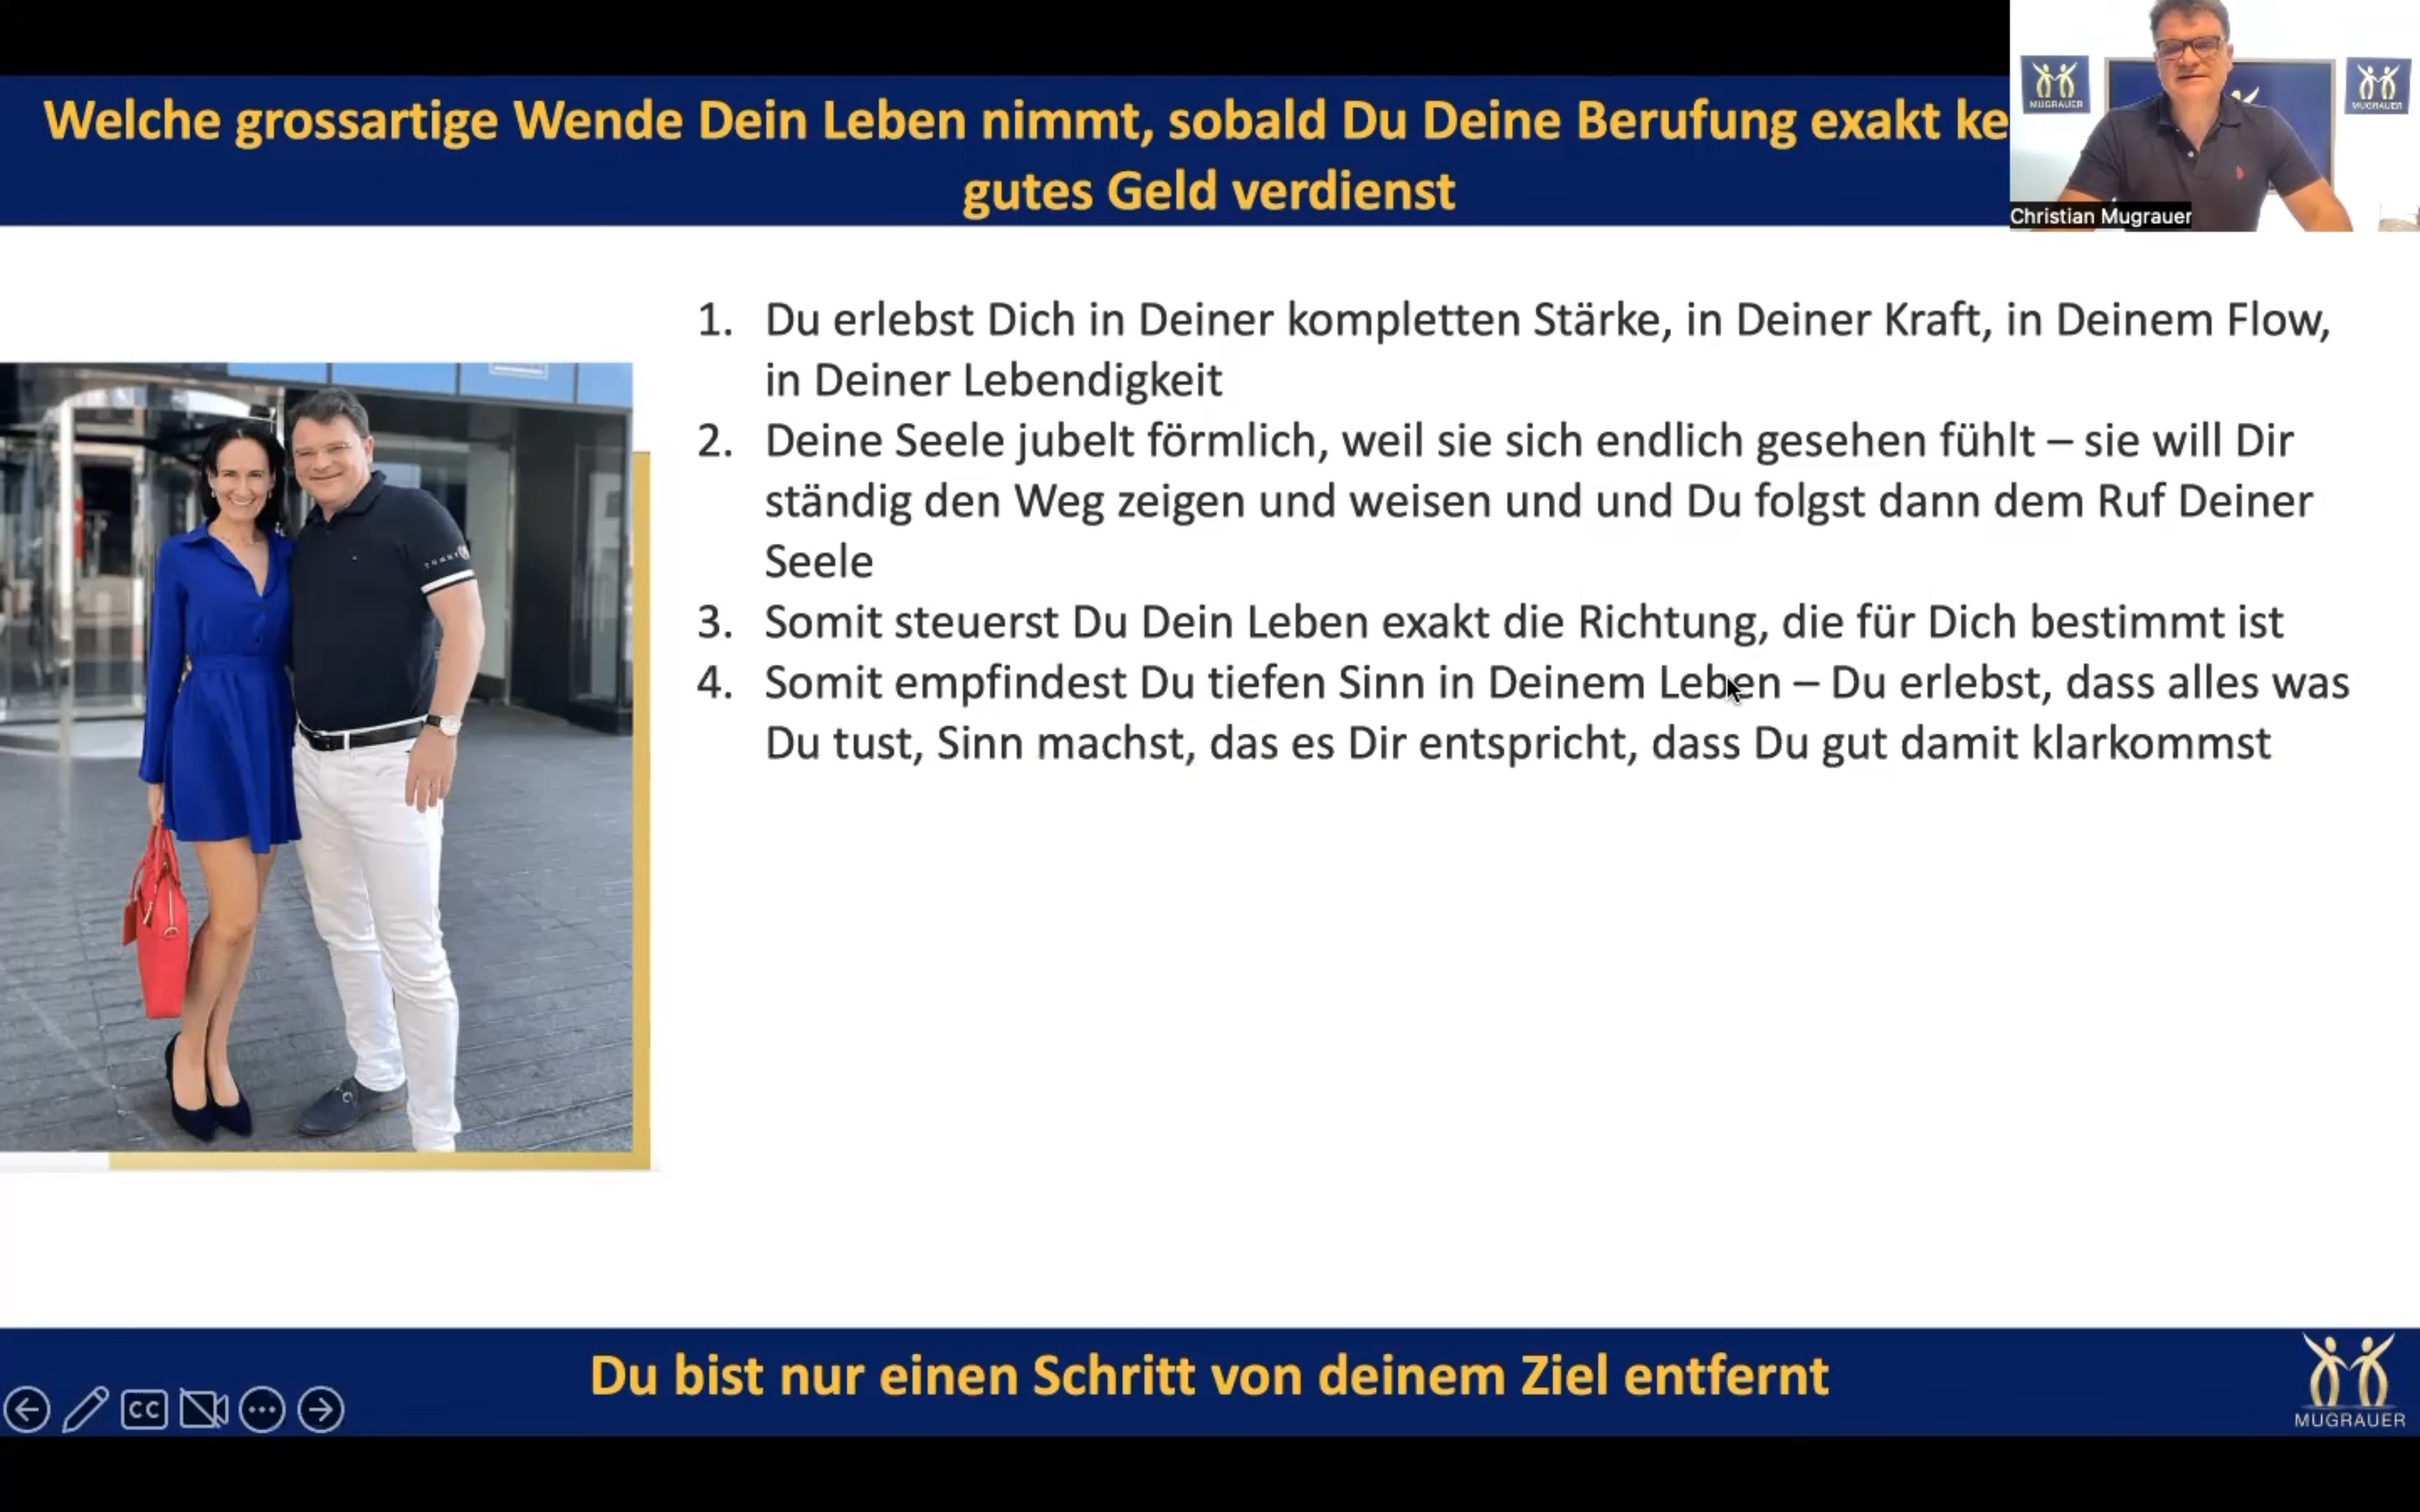 Welche grossartige Wende Dein Leben nimmt, sobald Du Deine Berufung exakt ke
gutes Geld verdienst
MUGRAUER
MUGRAUER
Christian Mugrauer
1. Du erlebst Dich in Deiner kompletten Stärke, in Deiner Kraft, in Deinem Flow,
in Deiner Lebendigkeit
2. Deine Seele jubelt förmlich, weil sie sich endlich gesehen fühlt – sie will Dir
ständig den Weg zeigen und weisen und und Du folgst dann dem Ruf Deiner
Seele
3. Somit steuerst Du Dein Leben exakt die Richtung, die für Dich bestimmt ist
4. Somit empfindest Du tiefen Sinn in Deinem Leben – Du erlebst, dass alles was
Du tust, Sinn machst, das es Dir entspricht, dass Du gut damit klarkommst
Du bist nur einen Schritt von deinem Ziel entfernt
CC
MUGRAUER